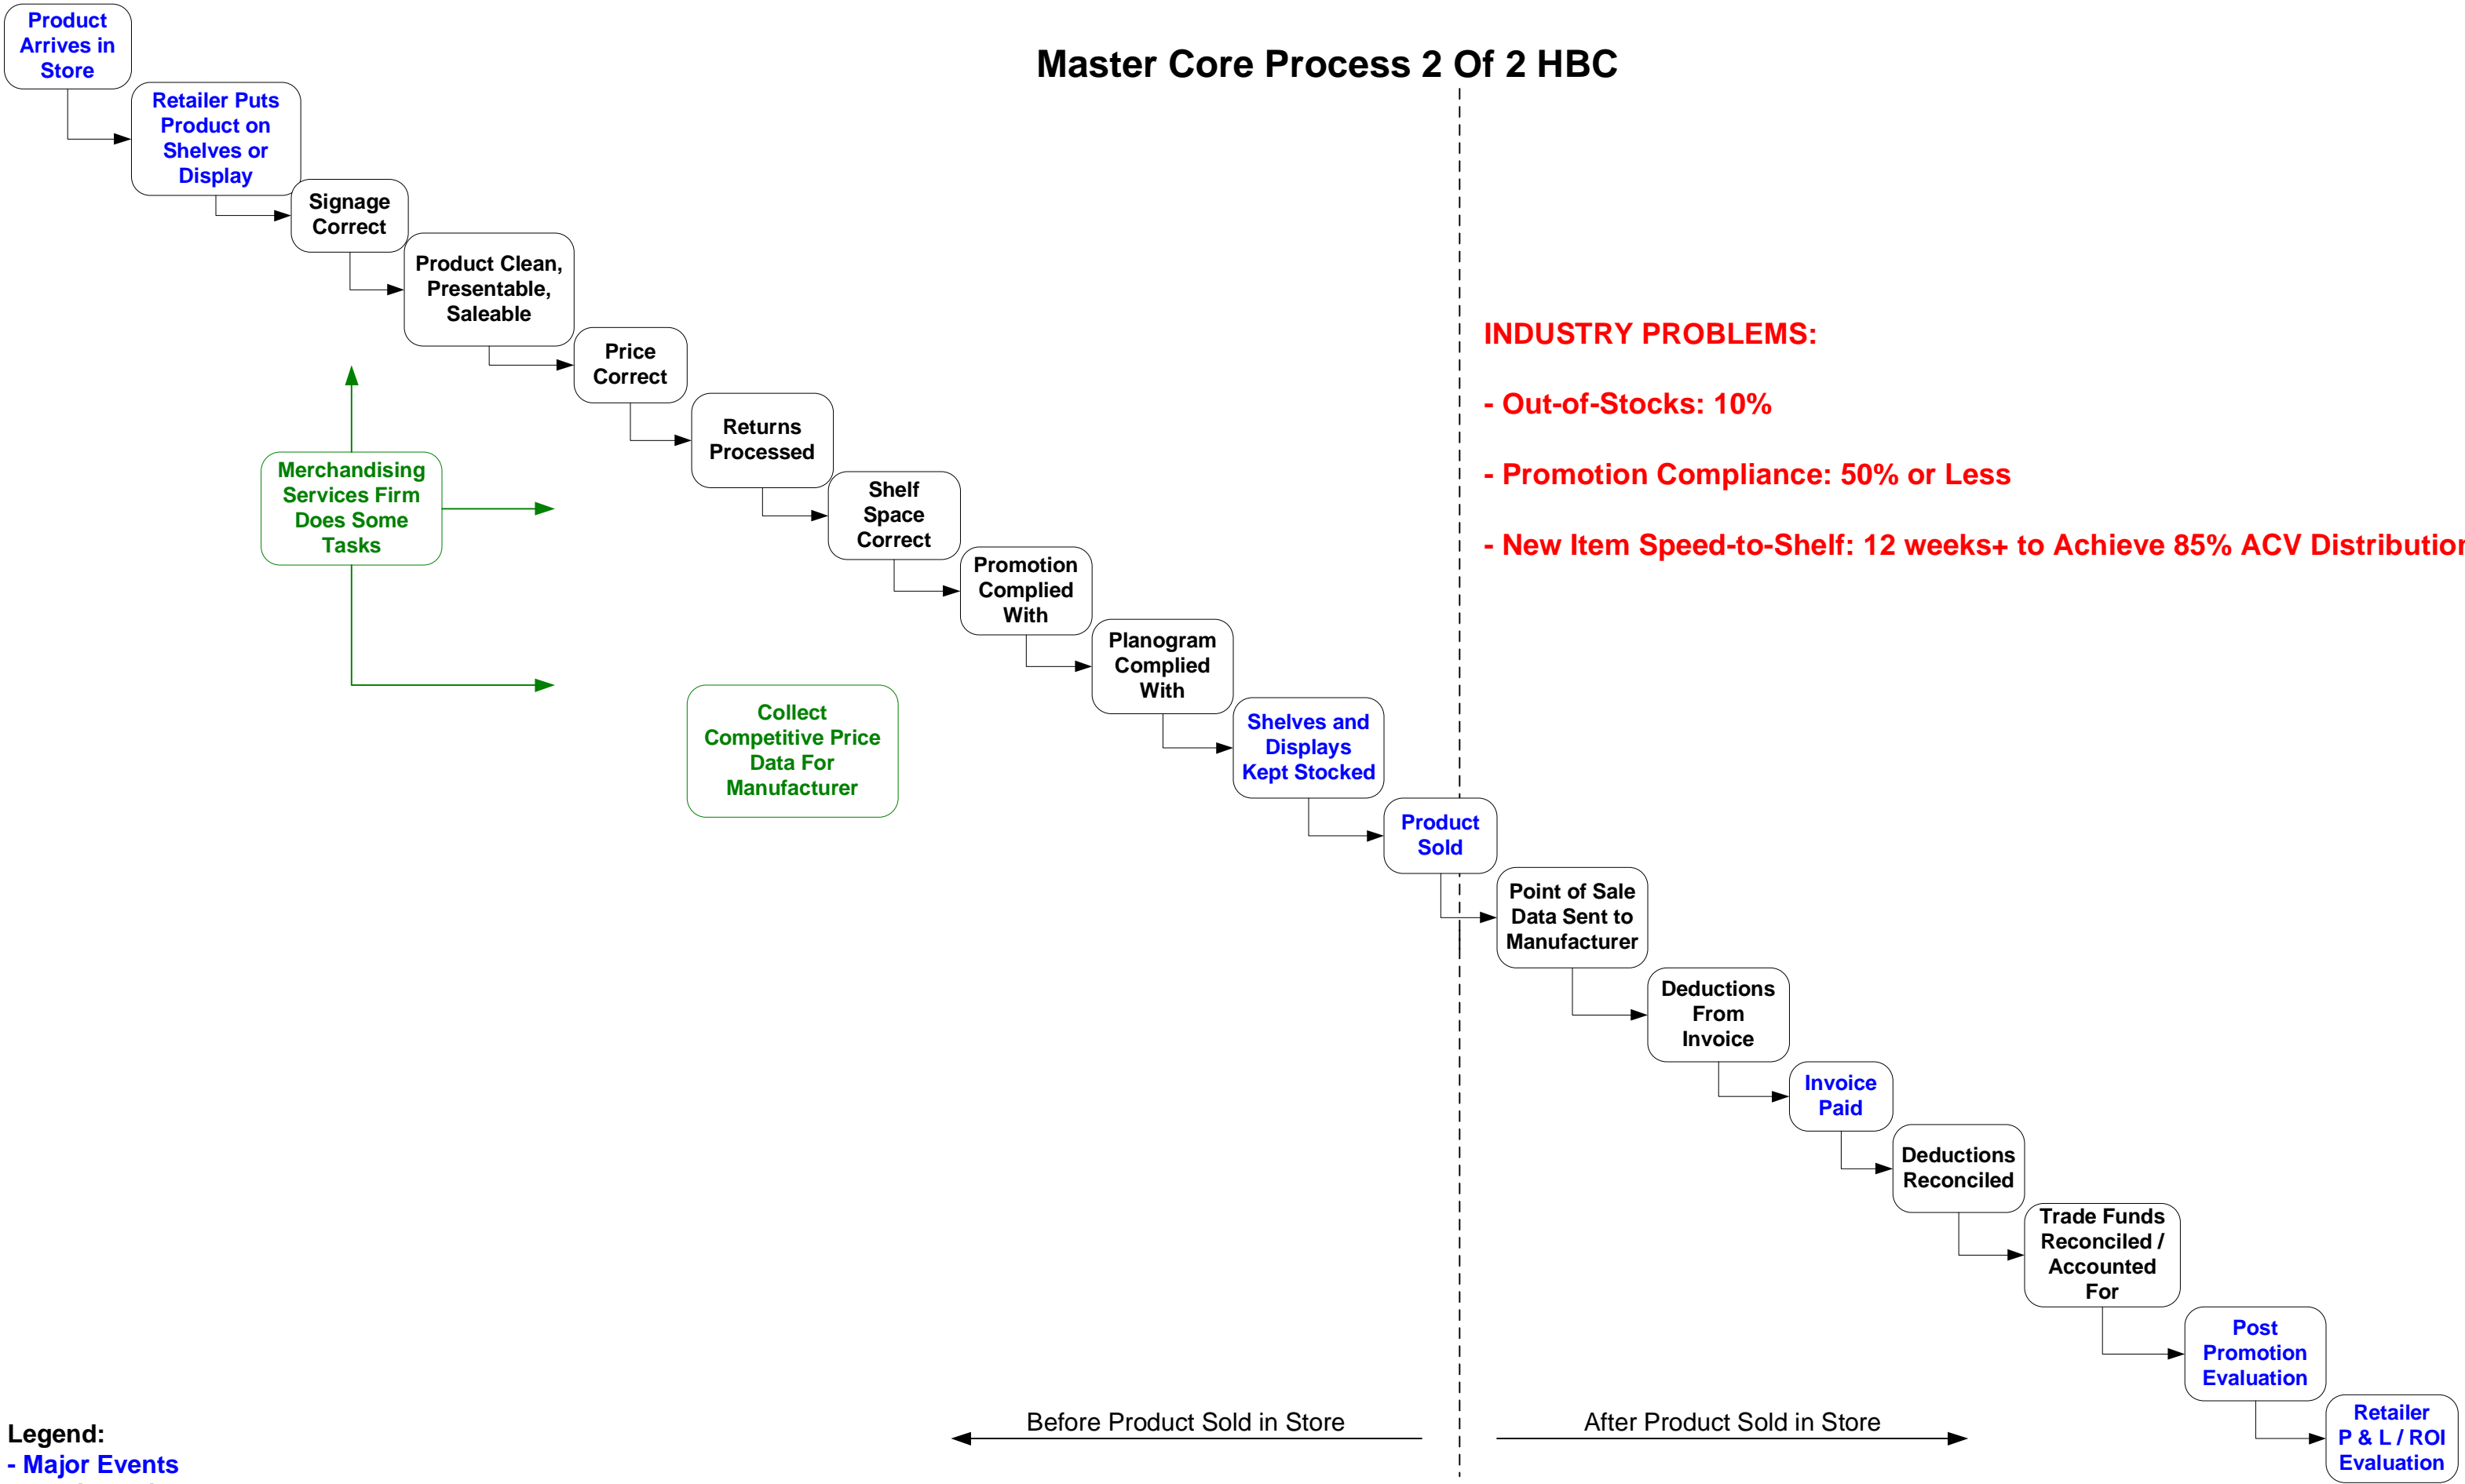 Product
Arrives in
Store
Master Core Process 2 Of 2 HBC
Retailer Puts
Product on
Shelves or
Display
Signage
Correct
Product Clean,
Presentable,
Saleable
Price
Correct
Returns
Processed
Shelf
Space
Correct
Promotion
Complied
With
Planogram
Complied
With
Shelves and
Displays
Kept Stocked
Product
Sold
INDUSTRY PROBLEMS:
- Out-of-Stocks: 10%
- Promotion Compliance: 50% or Less
- New Item Speed-to-Shelf: 12 weeks+ to Achieve 85% ACV Distribution
Merchandising
Services Firm
Does Some
Tasks
Collect
Competitive Price
Data For
Manufacturer
Point of Sale
Data Sent to
Manufacturer
Deductions
From
Invoice
Invoice
Paid
Deductions
Reconciled
Trade Funds
Reconciled /
Accounted
For
Post
Promotion
Evaluation
Retailer
P & L / ROI
Evaluation
Before Product Sold in Store
After Product Sold in Store
Legend:
- Major Events